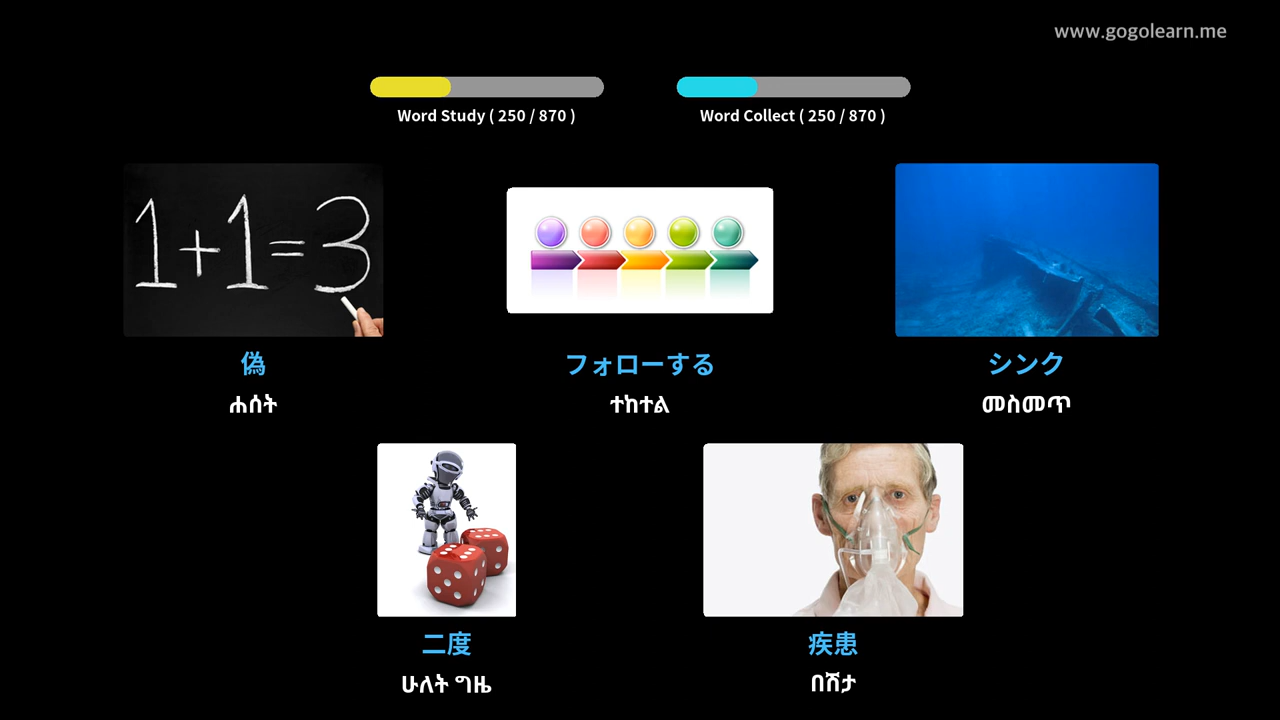 www.gogolearn.me
Word Study ( 250 / 870 )
Word Collect ( 250 / 870 )
1+1=3
偽
ሐሰት
フォローする
ተከተል
シンク
መስመጥ
二度
ሁለት ግዜ
疾患
በሽታ